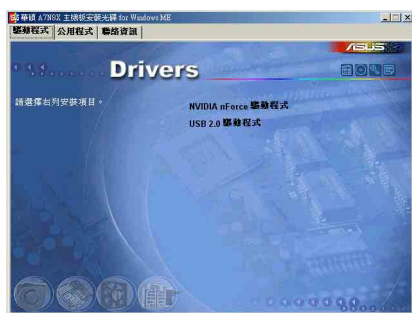 華碩 A7N8X 主機板安裝光碟 for Windows ME
驅動程式 公用程式 聯絡資訊
ASUS
Drivers
請選擇右列安裝項目。
NVIDIA nForce 驅動程式
USB 2.0 驅動程式